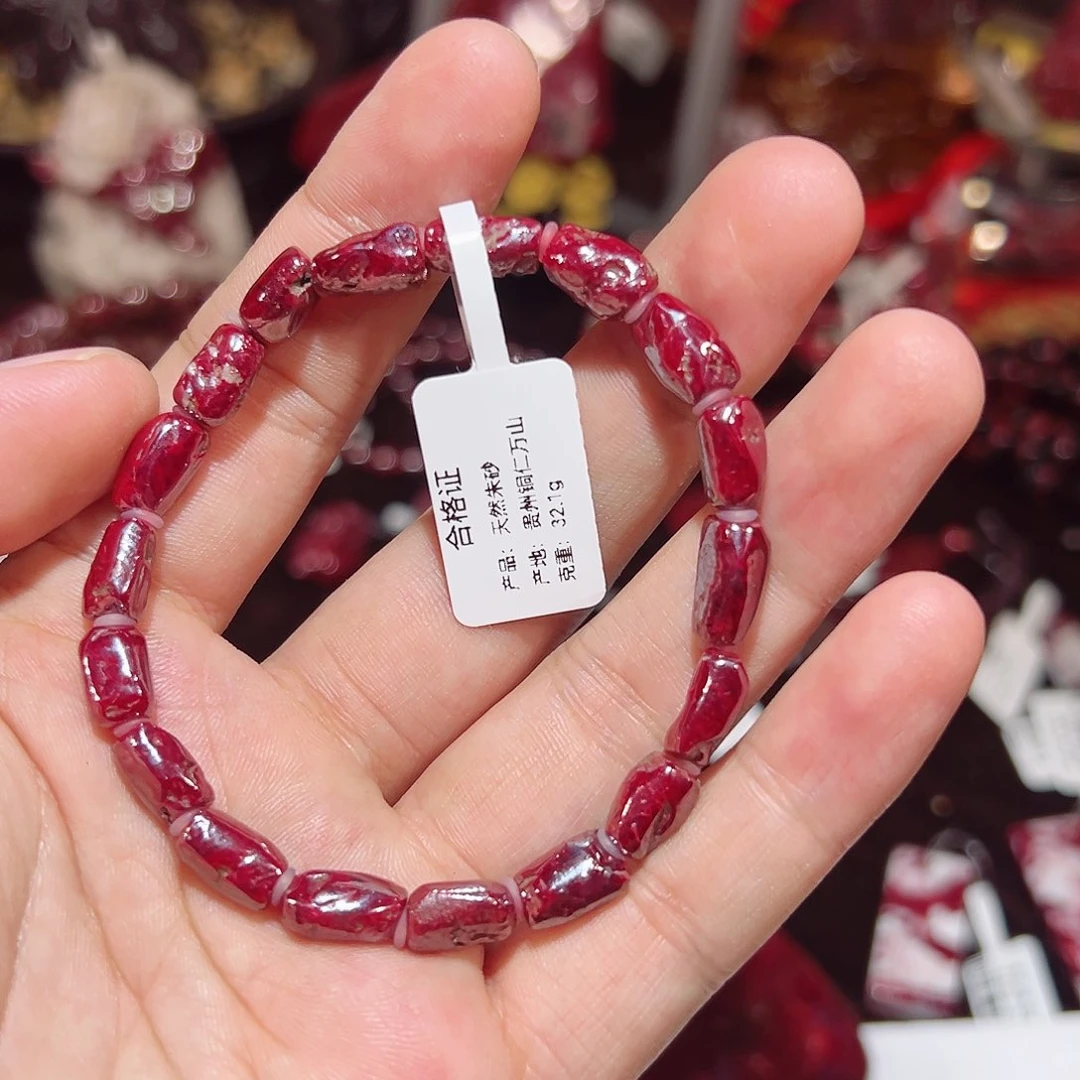 合格证
产品: 天然朱砂
产地: 贵州铜仁万山
克重: 32.1g